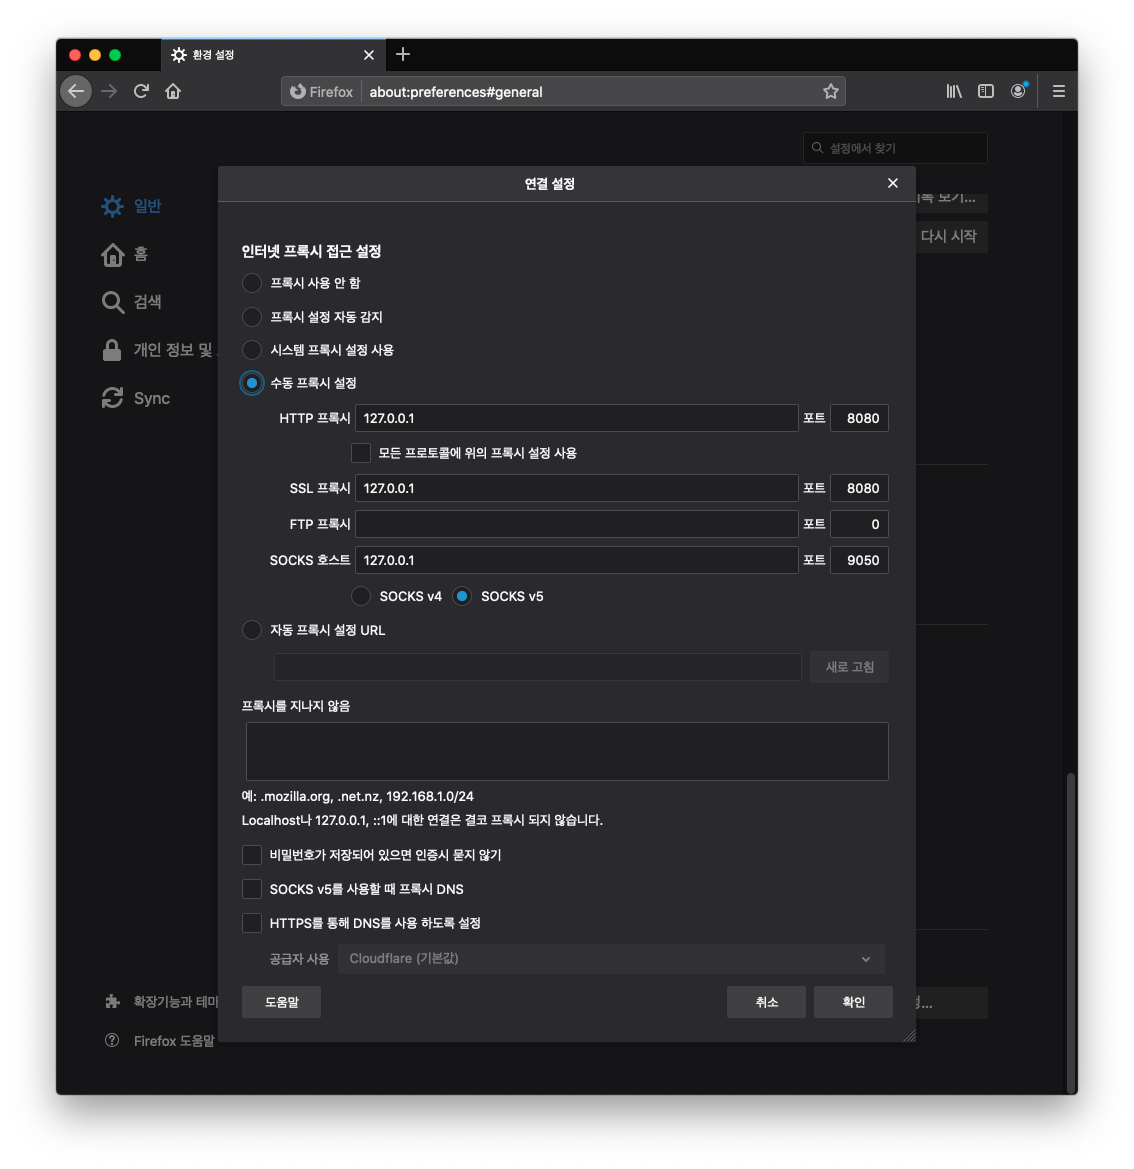 환경 설정
Firefox about:preferences#general
설정에서 찾기
연결 설정
보기...
일반
다시 시작
홈
검색
개인 정보 및
Sync
인터넷 프록시 접근 설정
프록시 사용 안 함
프록시 설정 자동 감지
시스템 프록시 설정 사용
수동 프록시 설정
HTTP 프록시 127.0.0.1 포트 8080
모든 프로토콜에 위의 프록시 설정 사용
SSL 프록시 127.0.0.1 포트 8080
FTP 프록시 포트 0
SOCKS 호스트 127.0.0.1 포트 9050
SOCKS v4 SOCKS v5
자동 프록시 설정 URL
새로 고침
프록시를 지나지 않음
예: .mozilla.org, .net.nz, 192.168.1.0/24
Localhost나 127.0.0.1, ::1에 대한 연결은 결코 프록시 되지 않습니다.
비밀번호가 저장되어 있으면 인증시 묻지 않기
SOCKS v5를 사용할 때 프록시 DNS
HTTPS를 통해 DNS를 사용 하도록 설정
공급자 사용 Cloudflare (기본값)
도움말 취소 확인
확장기능과 테마
Firefox 도움말